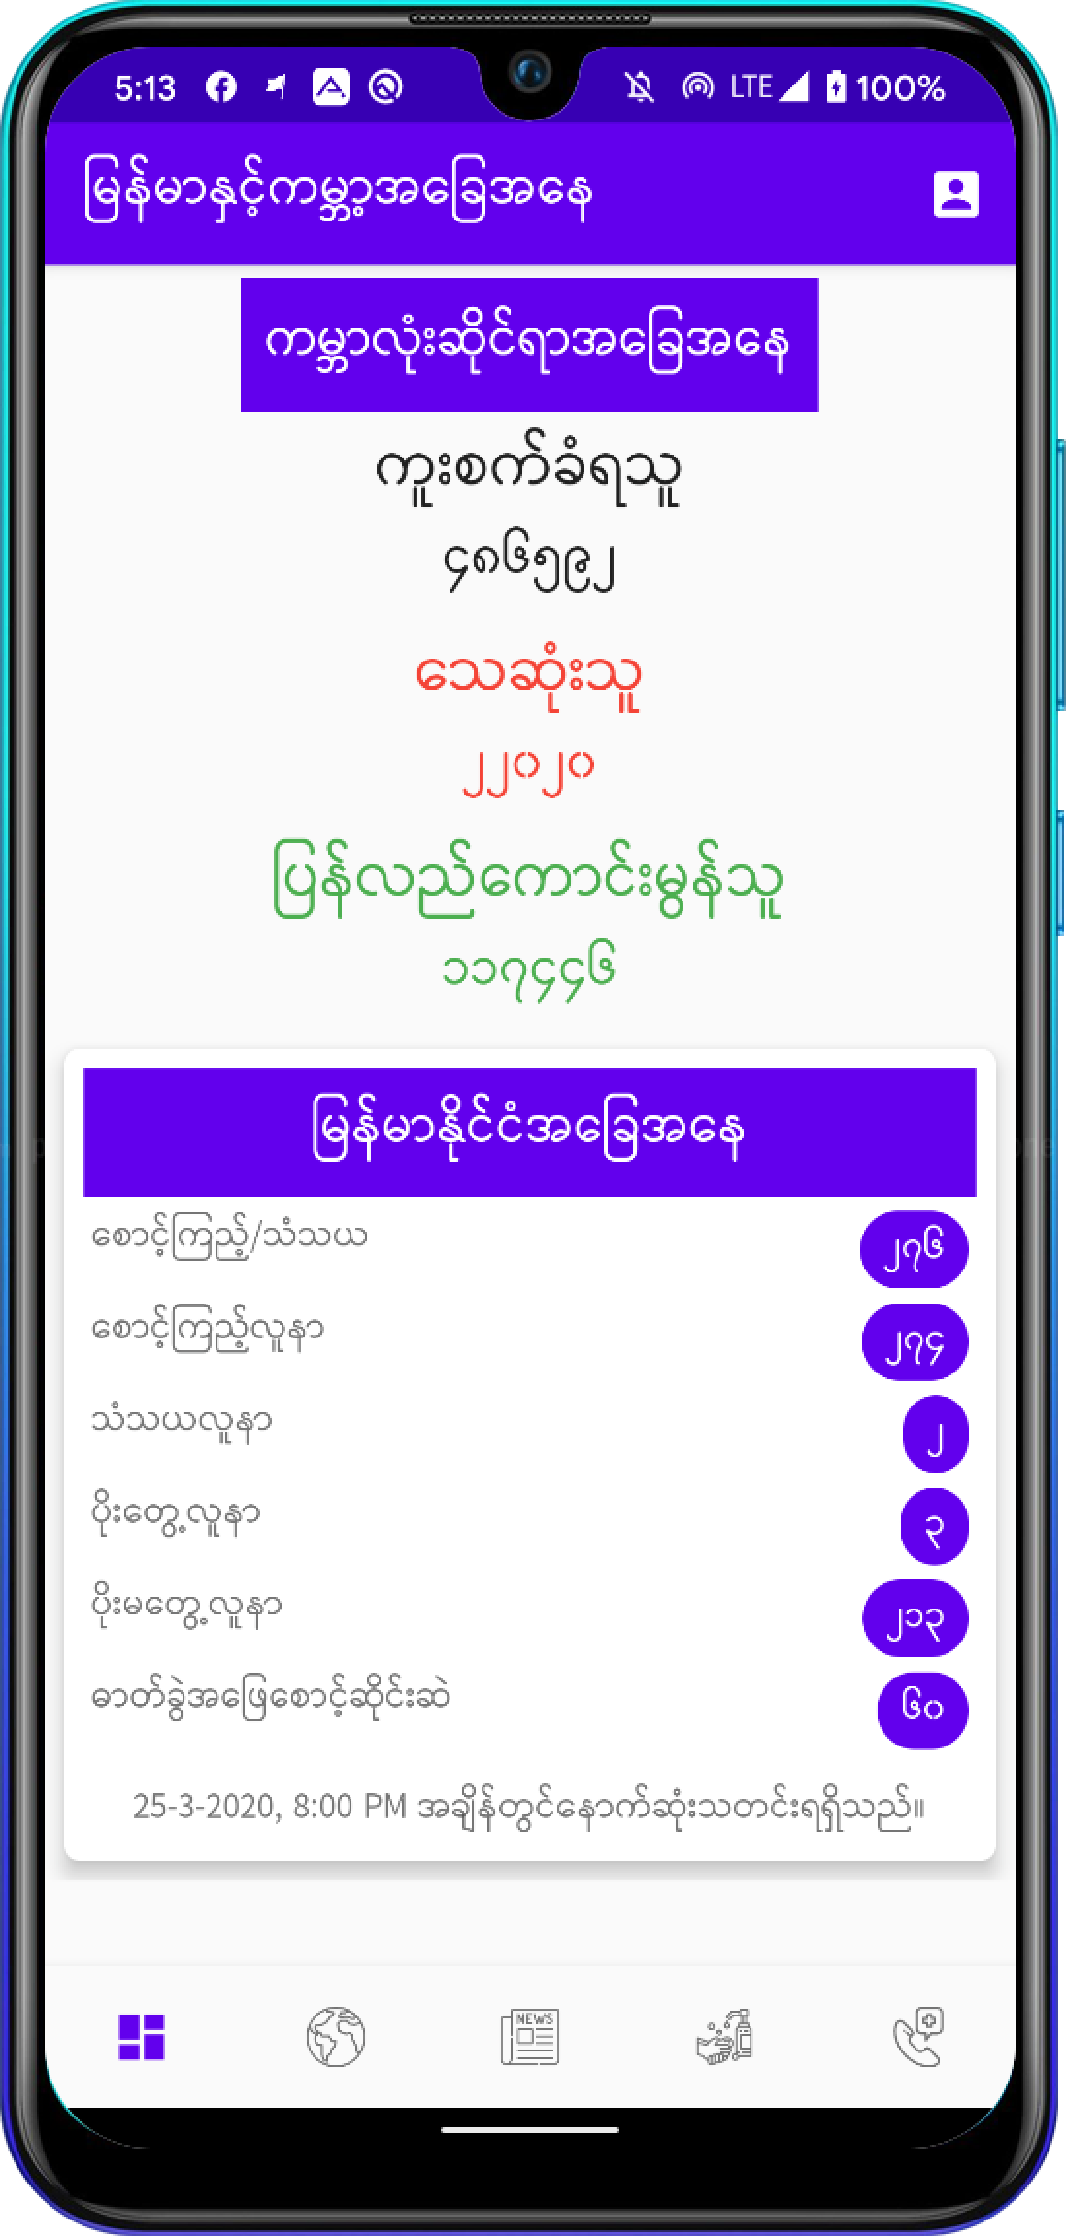 5:13 LTE 100%
မြန်မာနှင့်ကမ္ဘာ့အခြေအနေ
ကမ္ဘာလုံးဆိုင်ရာအခြေအနေ
ကူးစက်ခံရသူ
၄၈၆၅၉၂
သေဆုံးသူ
၂၂၀၂၀
ပြန်လည်ကောင်းမွန်သူ
၁၁၇၄၄၆
မြန်မာနိုင်ငံအခြေအနေ
စောင့်ကြည့်/သံသယ ၂၇၆
စောင့်ကြည့်လူနာ ၂၇၄
သံသယလူနာ ၂
ပိုးတွေ့လူနာ ၃
ပိုးမတွေ့လူနာ ၂၁၃
ဓာတ်ခွဲအဖြေစောင့်ဆိုင်းဆဲ ၆၀
25-3-2020, 8:00 PM အချိန်တွင်နောက်ဆုံးသတင်းရရှိသည်။
NEWS